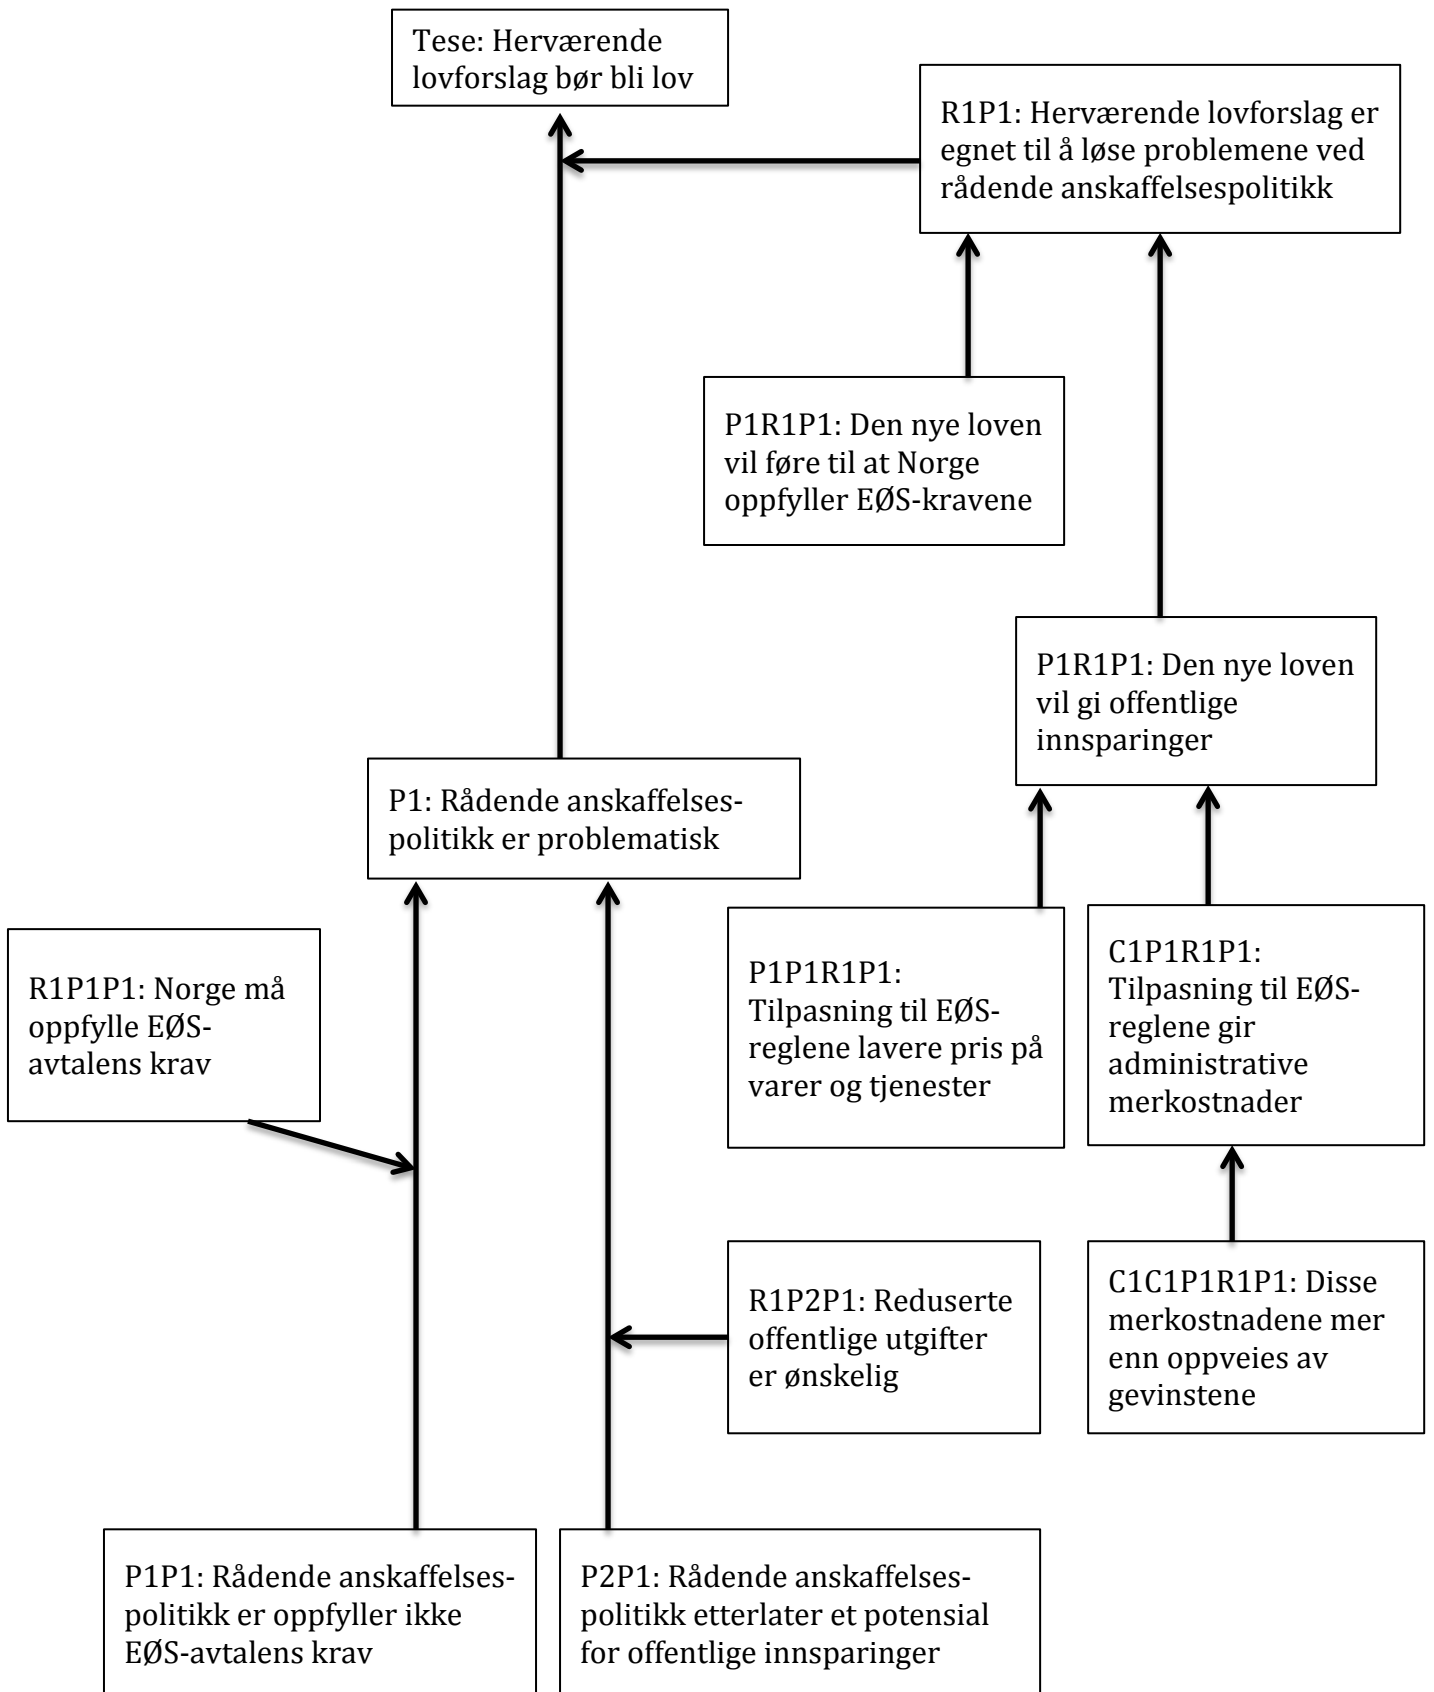 Tese: Herværende
lovforslag bør bli lov
R1P1: Herværende lovforslag er
egnet til å løse problemene ved
rådende anskaffelsespolitikk
P1R1P1: Den nye loven
vil føre til at Norge
oppfyller EØS-kravene
P1R1P1: Den nye loven
vil gi offentlige
innsparinger
P1: Rådende anskaffelses-
politikk er problematisk
R1P1P1: Norge må
oppfylle EØS-
avtalens krav
P1P1R1P1:
Tilpasning til EØS-
reglene lavere pris på
varer og tjenester
C1P1R1P1:
Tilpasning til EØS-
reglene gir
administrative
merkostnader
R1P2P1: Reduserte
offentlige utgifter
er ønskelig
C1C1P1R1P1: Disse
merkostnadene mer
enn oppveies av
gevinstene
P1P1: Rådende anskaffelses-
politikk er oppfyller ikke
EØS-avtalens krav
P2P1: Rådende anskaffelses-
politikk etterlater et potensial
for offentlige innsparinger